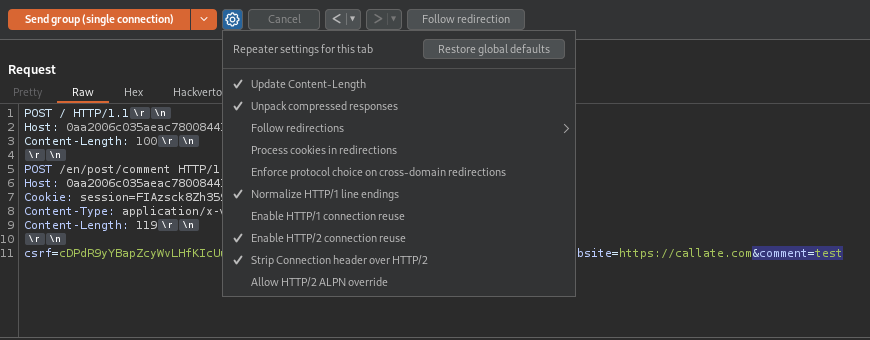 Send group (single connection)
Cancel
< >
Follow redirection
Repeater settings for this tab
Restore global defaults
Request
Pretty Raw Hex Hackverto
✓ Update Content-Length
✓ Unpack compressed responses
Follow redirections >
Process cookies in redirections
Enforce protocol choice on cross-domain redirections
✓ Normalize HTTP/1 line endings
Enable HTTP/1 connection reuse
✓ Enable HTTP/2 connection reuse
✓ Strip Connection header over HTTP/2
Allow HTTP/2 ALPN override
1 POST / HTTP/1.1 \r \n
2 Host: 0aa2006c035aeac7800844
3 Content-Length: 100 \r \n
4 \r \n
5 POST /en/post/comment HTTP/1
6 Host: 0aa2006c035aeac7800844
7 Cookie: session=FIAzsck8Zh35
8 Content-Type: application/x-
9 Content-Length: 119 \r \n
10 \r \n
11 csrf=cDPdR9yYBapZcyWvLHfKIcU bsite=https://callate.com&comment=test